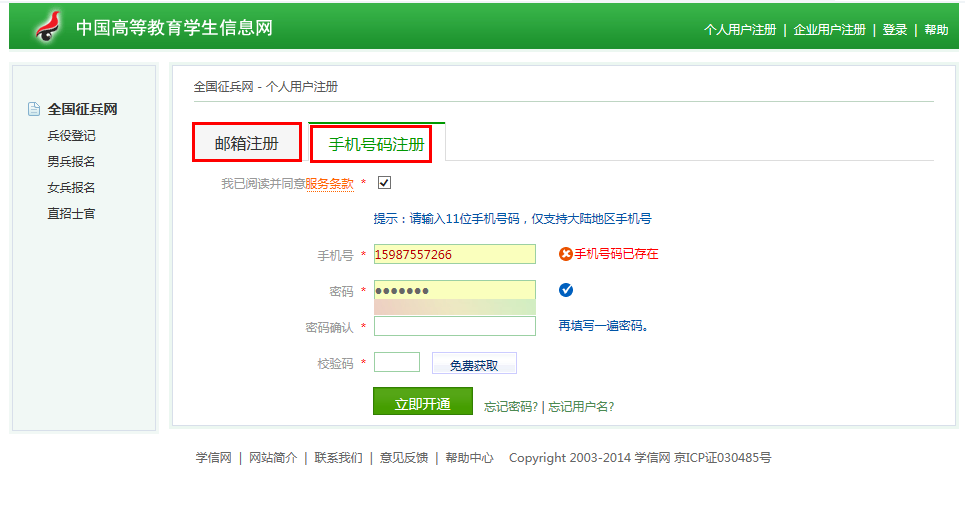 中国高等教育学生信息网
个人用户注册 | 企业用户注册 | 登录 | 帮助
全国征兵网
兵役登记
男兵报名
女兵报名
直招士官
全国征兵网 - 个人用户注册
邮箱注册 手机号码注册
我已阅读并同意服务条款 *
提示：请输入11位手机号码，仅支持大陆地区手机号
手机号 * 15987557266 手机号码已存在
密码 * ●●●●●●●
密码确认 * 再填写一遍密码。
校验码 * 免费获取
立即开通 忘记密码? | 忘记用户名?
学信网 | 网站简介 | 联系我们 | 意见反馈 | 帮助中心 Copyright 2003-2014 学信网 京ICP证030485号